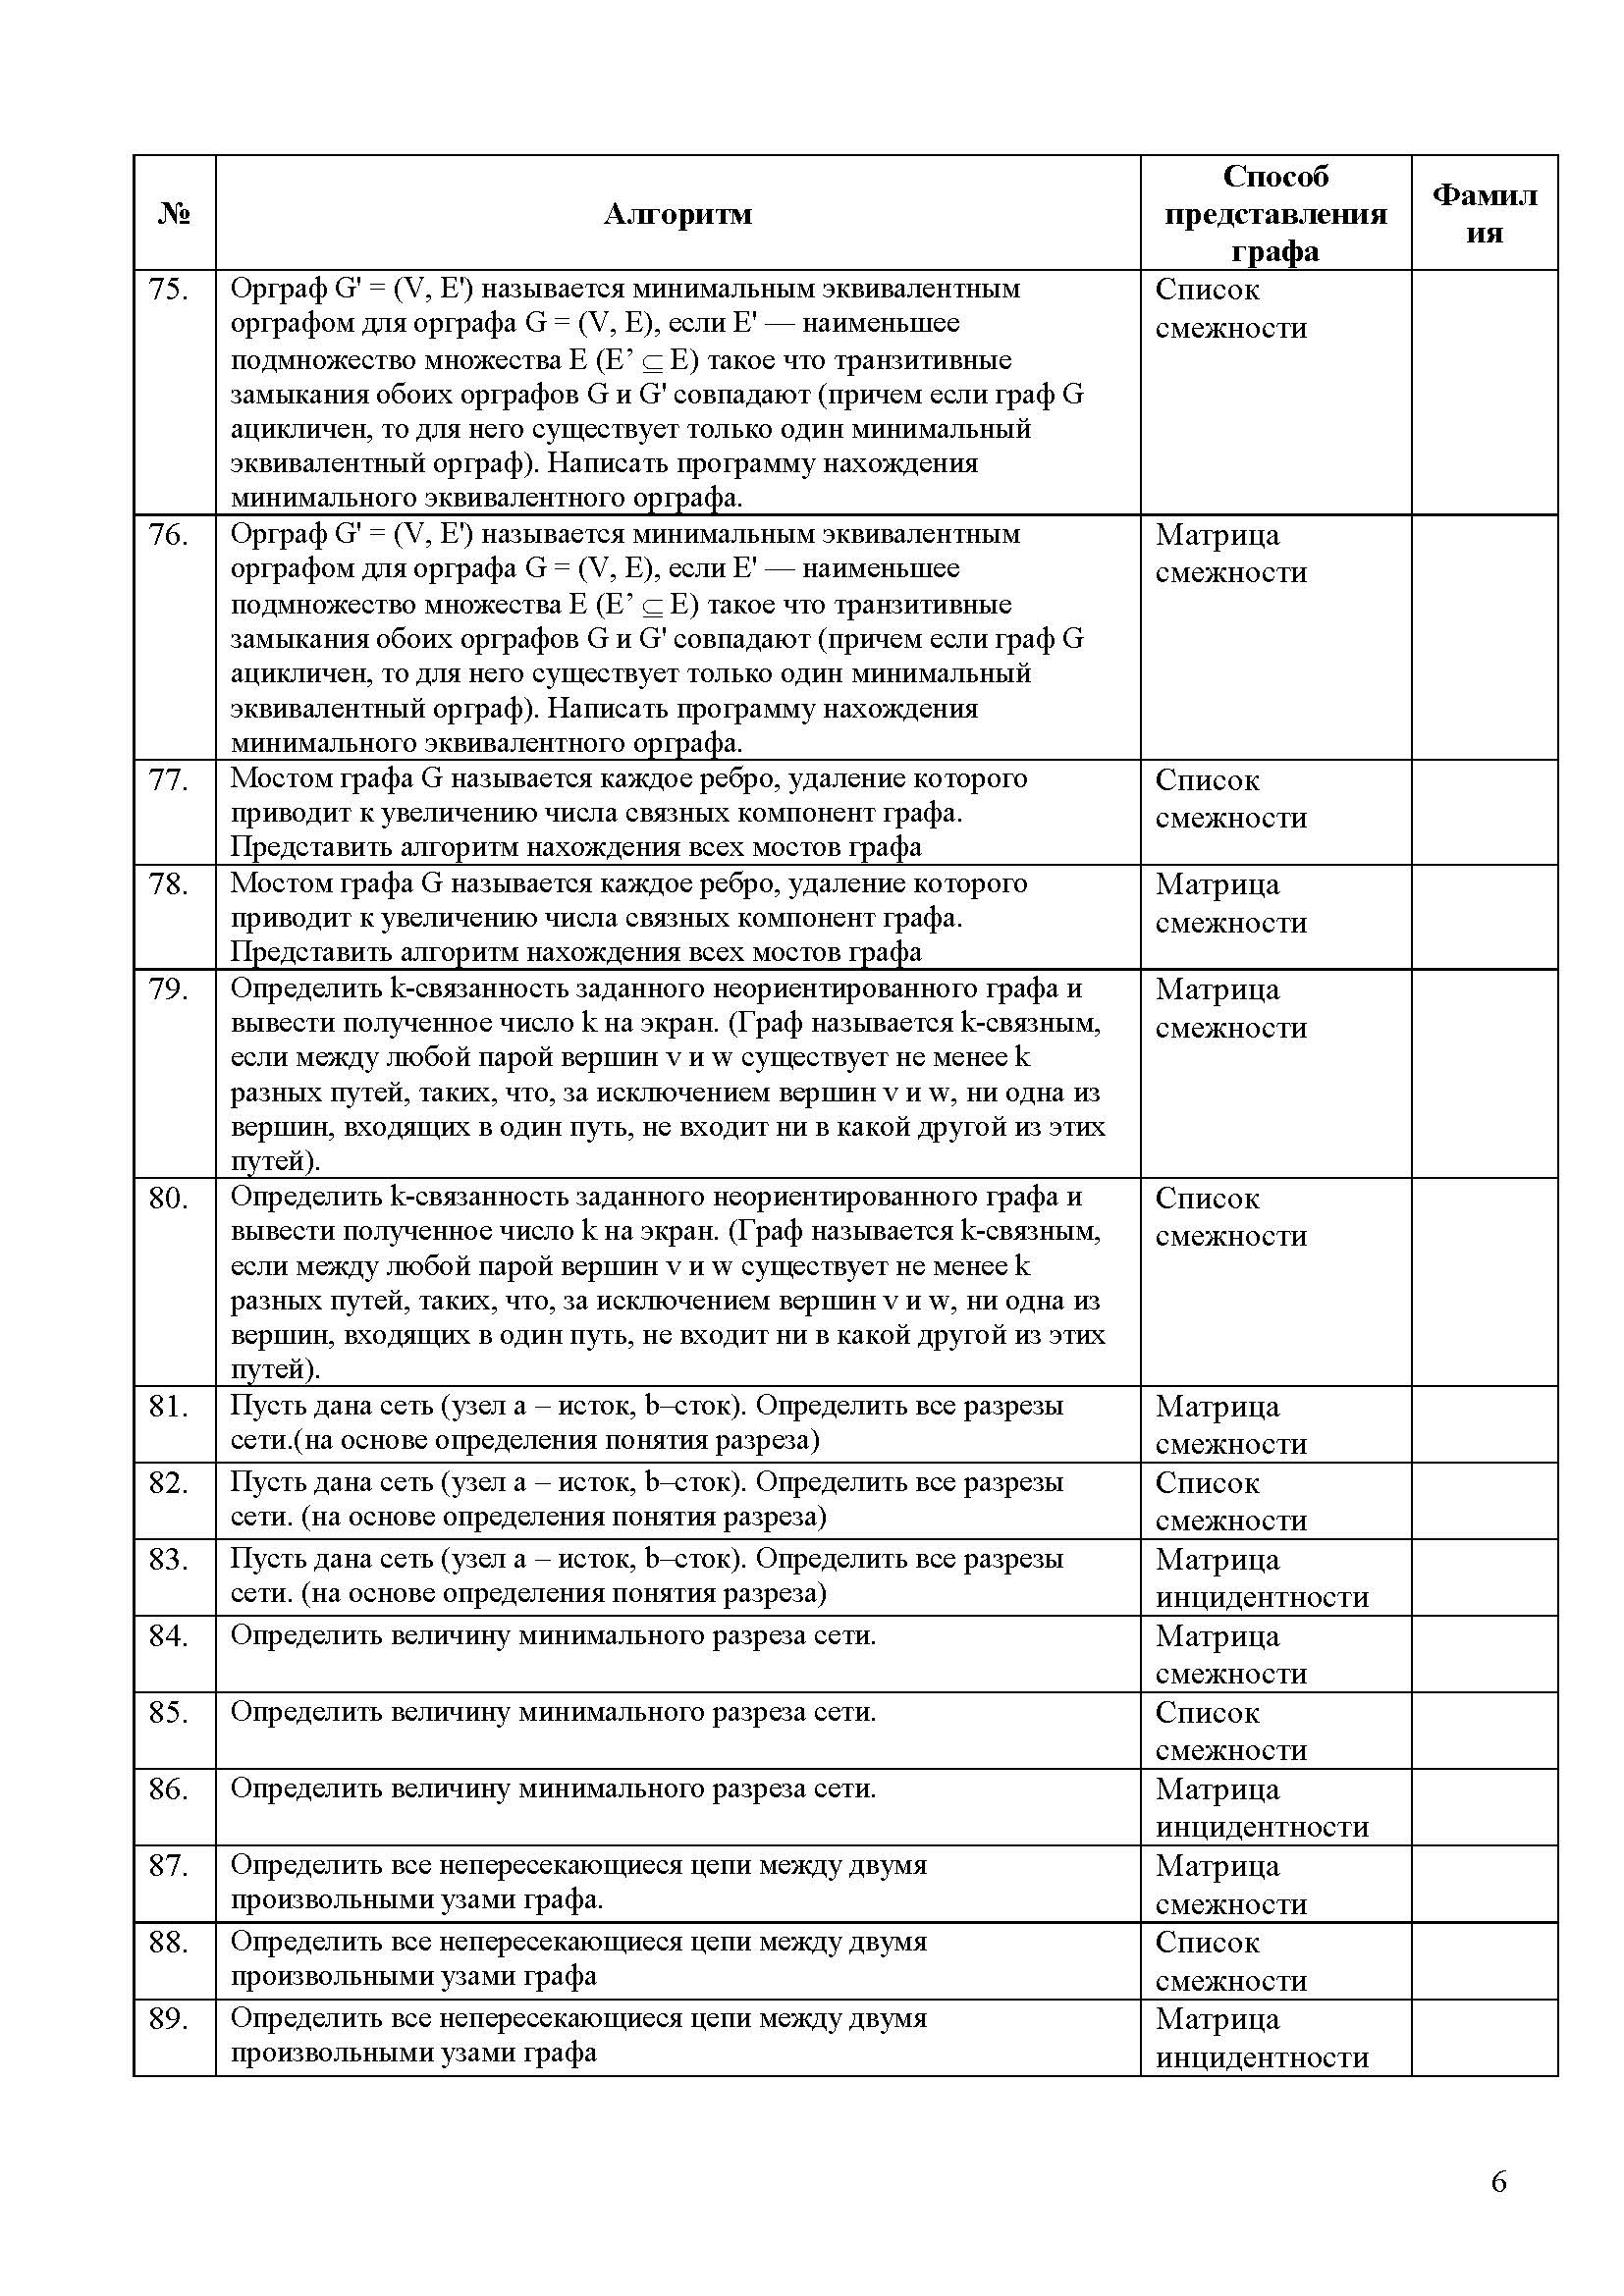 №
Алгоритм
Способ
представления
графа
Фамил
ия
75.
Орграф G' = (V, E') называется минимальным эквивалентным
орграфом для орграфа G = (V, E), если E' — наименьшее
подмножество множества E (E’ ⊆ E) такое что транзитивные
замыкания обоих орграфов G и G' совпадают (причем если граф G
ацикличен, то для него существует только один минимальный
эквивалентный орграф). Написать программу нахождения
минимального эквивалентного орграфа.
Список
смежности
76.
Орграф G' = (V, E') называется минимальным эквивалентным
орграфом для орграфа G = (V, E), если E' — наименьшее
подмножество множества E (E’ ⊆ E) такое что транзитивные
замыкания обоих орграфов G и G' совпадают (причем если граф G
ацикличен, то для него существует только один минимальный
эквивалентный орграф). Написать программу нахождения
минимального эквивалентного орграфа.
Матрица
смежности
77.
Мостом графа G называется каждое ребро, удаление которого
приводит к увеличению числа связных компонент графа.
Представить алгоритм нахождения всех мостов графа
Список
смежности
78.
Мостом графа G называется каждое ребро, удаление которого
приводит к увеличению числа связных компонент графа.
Представить алгоритм нахождения всех мостов графа
Матрица
смежности
79.
Определить k-связанность заданного неориентированного графа и
вывести полученное число k на экран. (Граф называется k-связным,
если между любой парой вершин v и w существует не менее k
разных путей, таких, что, за исключением вершин v и w, ни одна из
вершин, входящих в один путь, не входит ни в какой другой из этих
путей).
Матрица
смежности
80.
Определить k-связанность заданного неориентированного графа и
вывести полученное число k на экран. (Граф называется k-связным,
если между любой парой вершин v и w существует не менее k
разных путей, таких, что, за исключением вершин v и w, ни одна из
вершин, входящих в один путь, не входит ни в какой другой из этих
путей).
Список
смежности
81.
Пусть дана сеть (узел a – исток, b–сток). Определить все разрезы
сети.(на основе определения понятия разреза)
Матрица
смежности
82.
Пусть дана сеть (узел a – исток, b–сток). Определить все разрезы
сети. (на основе определения понятия разреза)
Список
смежности
83.
Пусть дана сеть (узел a – исток, b–сток). Определить все разрезы
сети. (на основе определения понятия разреза)
Матрица
инцидентности
84.
Определить величину минимального разреза сети.
Матрица
смежности
85.
Определить величину минимального разреза сети.
Список
смежности
86.
Определить величину минимального разреза сети.
Матрица
инцидентности
87.
Определить все непересекающиеся цепи между двумя
произвольными узами графа.
Матрица
смежности
88.
Определить все непересекающиеся цепи между двумя
произвольными узами графа
Список
смежности
89.
Определить все непересекающиеся цепи между двумя
произвольными узами графа
Матрица
инцидентности
6